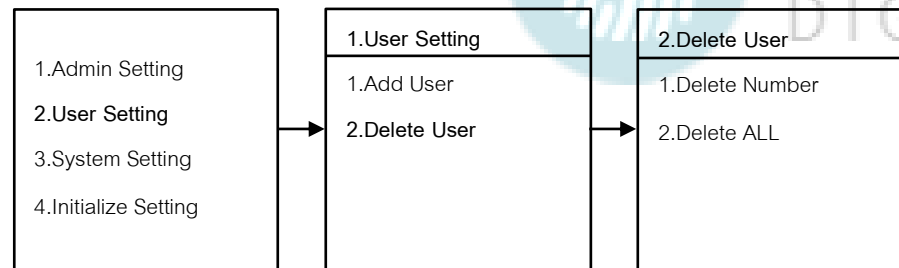 1.Admin Setting
2.User Setting
3.System Setting
4.Initialize Setting
1.User Setting
1.Add User
2.Delete User
2.Delete User
1.Delete Number
2.Delete ALL